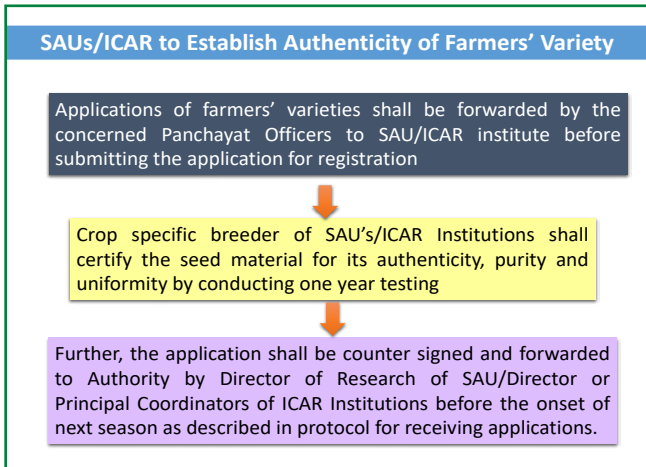 SAUs/ICAR to Establish Authenticity of Farmers’ Variety
Applications of farmers’ varieties shall be forwarded by the
concerned Panchayat Officers to SAU/ICAR institute before
submitting the application for registration
Crop specific breeder of SAU’s/ICAR Institutions shall
certify the seed material for its authenticity, purity and
uniformity by conducting one year testing
Further, the application shall be counter signed and forwarded
to Authority by Director of Research of SAU/Director or
Principal Coordinators of ICAR Institutions before the onset of
next season as described in protocol for receiving applications.